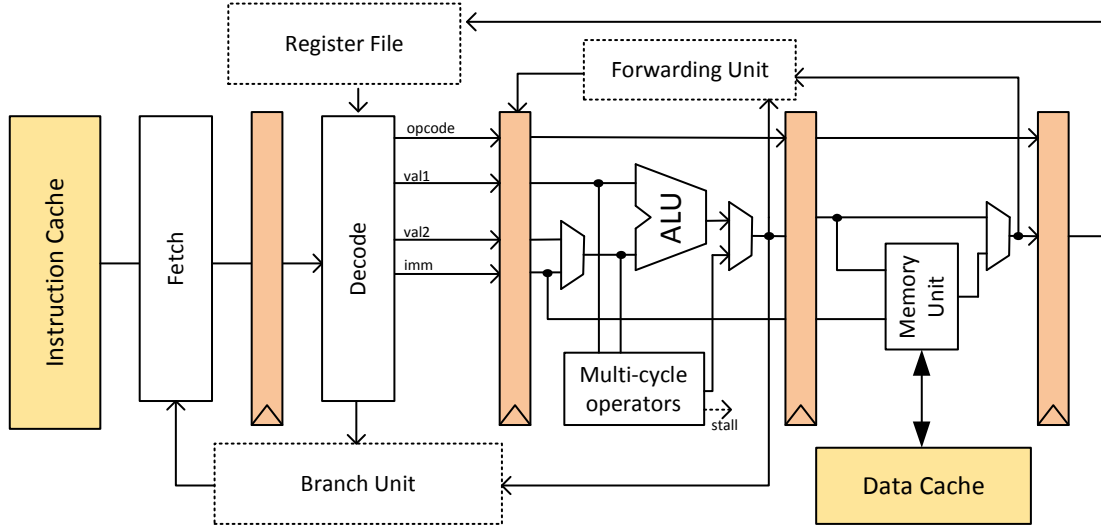 Register File
Forwarding Unit
Instruction Cache
Fetch
Decode
opcode
val1
val2
imm
ALU
Memory
Unit
Multi-cycle
operators
stall
Branch Unit
Data Cache